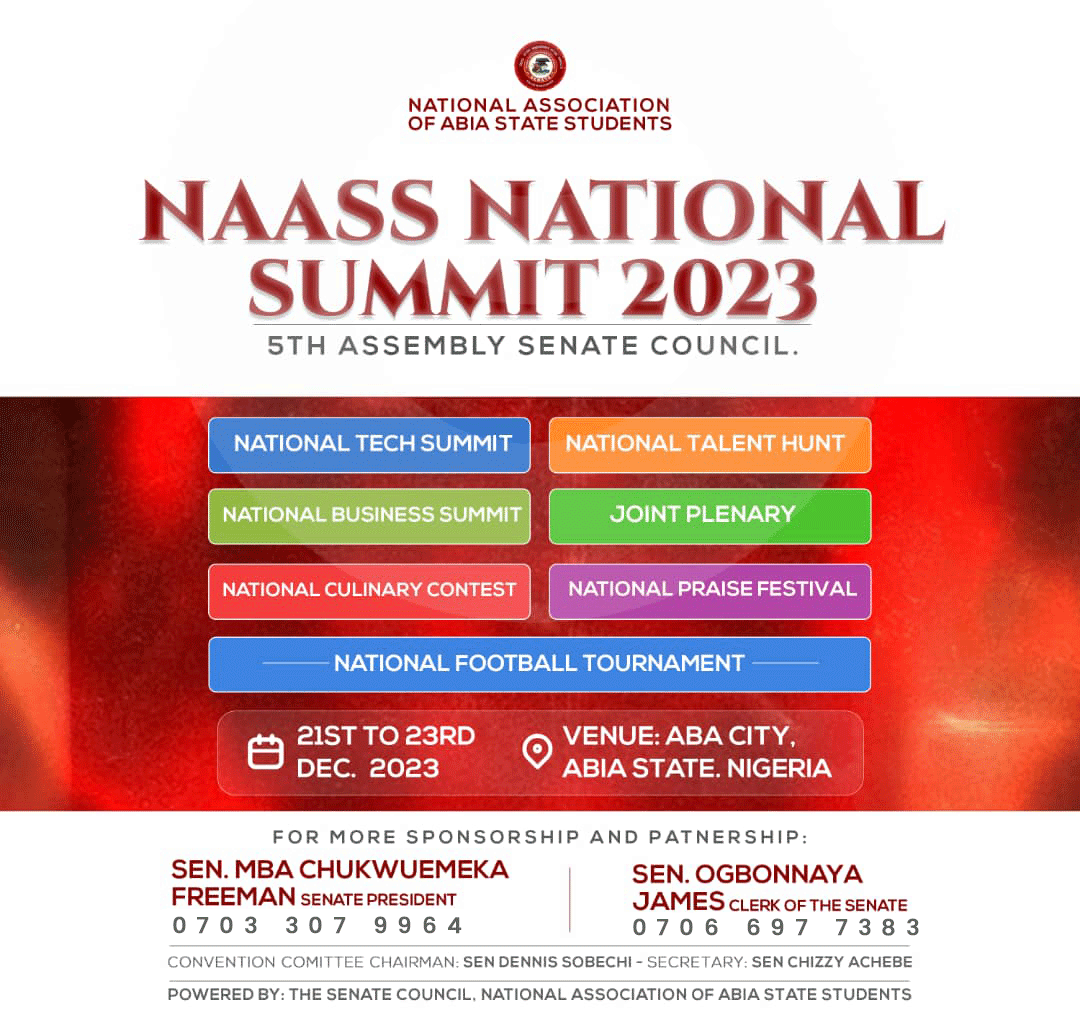 NATIONAL ASSOCIATION
OF ABIA STATE STUDENTS
NAASS NATIONAL
SUMMIT 2023
5TH ASSEMBLY SENATE COUNCIL.
NATIONAL TECH SUMMIT
NATIONAL TALENT HUNT
NATIONAL BUSINESS SUMMIT
JOINT PLENARY
NATIONAL CULINARY CONTEST
NATIONAL PRAISE FESTIVAL
NATIONAL FOOTBALL TOURNAMENT
21ST TO 23RD
DEC. 2023
VENUE: ABA CITY,
ABIA STATE. NIGERIA
FOR MORE SPONSORSHIP AND PATNERSHIP:
SEN. MBA CHUKWUEMEKA
FREEMAN SENATE PRESIDENT
0703 307 9964
SEN. OGBONNAYA
JAMES CLERK OF THE SENATE
0706 697 7383
CONVENTION COMITTEE CHAIRMAN: SEN DENNIS SOBECHI - SECRETARY: SEN CHIZZY ACHEBE
POWERED BY: THE SENATE COUNCIL, NATIONAL ASSOCIATION OF ABIA STATE STUDENTS